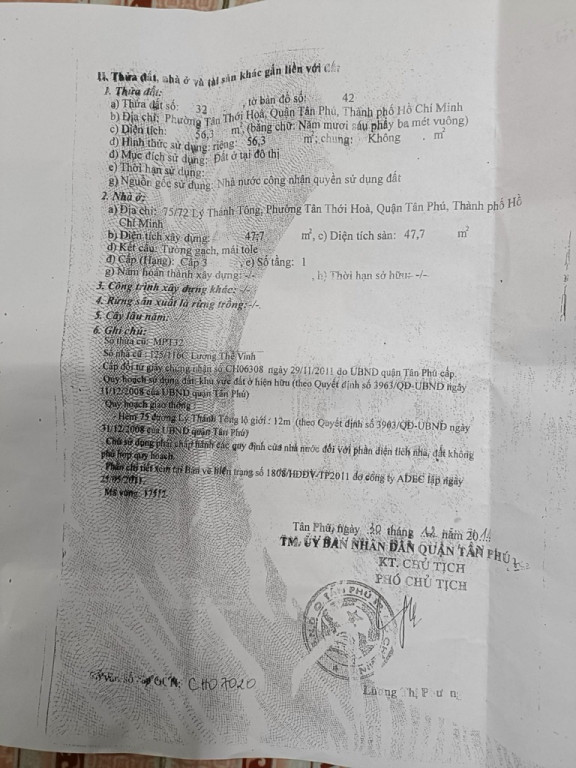 II. Thửa đất, nhà ở và tài sản khác gắn liền với
1. Thửa đất:
a) Thửa đất số: 32 , tờ bản đồ số: 42
b) Địa chỉ: Phường Tân Thới Hoà, Quận Tân Phú, Thành phố Hồ Chí Minh
c) Diện tích: 56,3 m², (bằng chữ: Năm mươi sáu phẩy ba mét vuông)
d) Hình thức sử dụng: riêng: 56,3 m²; chung: Không m²
đ) Mục đích sử dụng: Đất ở tại đô thị
e) Thời hạn sử dụng:
g) Nguồn gốc sử dụng: Nhà nước công nhận quyền sử dụng đất
2. Nhà ở:
a) Địa chỉ: 75/72 Lý Thánh Tông, Phường Tân Thới Hoà, Quận Tân Phú, Thành phố Hồ
Chí Minh
b) Diện tích xây dựng: 47,7 m², c) Diện tích sàn: 47,7 m²
d) Kết cấu: Tường gạch, mái tole
đ) Cấp (Hạng): Cấp 3 , e) Số tầng: 1
g) Năm hoàn thành xây dựng: -/- , h) Thời hạn sở hữu: -/-
3. Công trình xây dựng khác: -/-
4. Rừng sản xuất là rừng trồng: -/-
5. Cây lâu năm: -/-
6. Ghi chú:
Số thửa cũ: MPT32
Số nhà cũ : 125/116C Lương Thế Vinh
Cấp đổi từ giấy chứng nhận số CH06308 ngày 29/11/2011 do UBND quận Tân Phú cấp.
Quy hoạch sử dụng đất: khu vực đất ở hiện hữu (theo Quyết định số 3963/QĐ-UBND ngày
31/12/2008 của UBND quận Tân Phú)
Quy hoạch giao thông :
- Hẻm 75 đường Lý Thánh Tông lộ giới : 12m (theo Quyết định số 3963/QĐ-UBND ngày
31/12/2008 của UBND quận Tân Phú)
Chủ sử dụng phải chấp hành các quy định của nhà nước đối với phần diện tích nhà, đất không
phù hợp quy hoạch.
Phần chi tiết xem tại Bản vẽ hiện trạng số 1808/HĐĐV-TP2011 do công ty ADEC lập ngày
25/05/2011.
Mã vùng: 17512
Tân Phú, ngày 30 tháng 12 năm
TM. ỦY BAN NHÂN DÂN QUẬN TÂN PHÚ
KT. CHỦ TỊCH
PHÓ CHỦ TỊCH
TÂN PHÚ
CH07020
Lương Thị